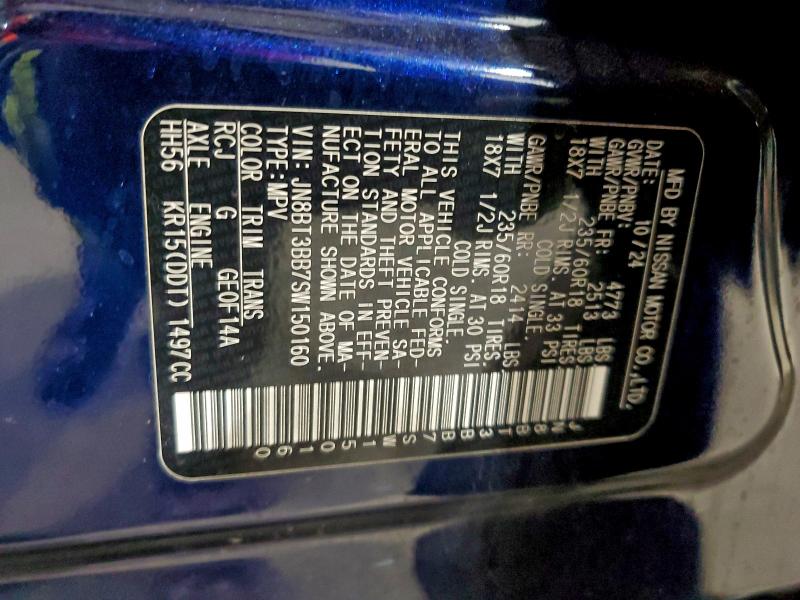 MFD BY NISSAN MOTOR CO.,LTD.
DATE: 10/24
GVWR/PNBV: 4773 LBS
GAWR/PNBE FR: 2513 LBS
WITH 235/60R18 TIRES
18X7 1/2J RIMS. AT 33 PSI
COLD SINGLE.
GAWR/PNBE RR: 2414 LBS
WITH 235/60R18 TIRES.
18X7 1/2J RIMS. AT 30 PSI
COLD SINGLE.
THIS VEHICLE CONFORMS
TO ALL APPLICABLE FED-
ERAL MOTOR VEHICLE SA-
FETY AND THEFT PREVEN-
TION STANDARDS IN EFF-
ECT ON THE DATE OF MA-
NUFACTURE SHOWN ABOVE.
VIN: JN8BT3BB7SW150160
TYPE:MPV
COLOR TRIM TRANS
RCJ G GEOF14A
AXLE ENGINE
HH56 KR15(DDT) 1497CC
JN8BT3BB7SW150160